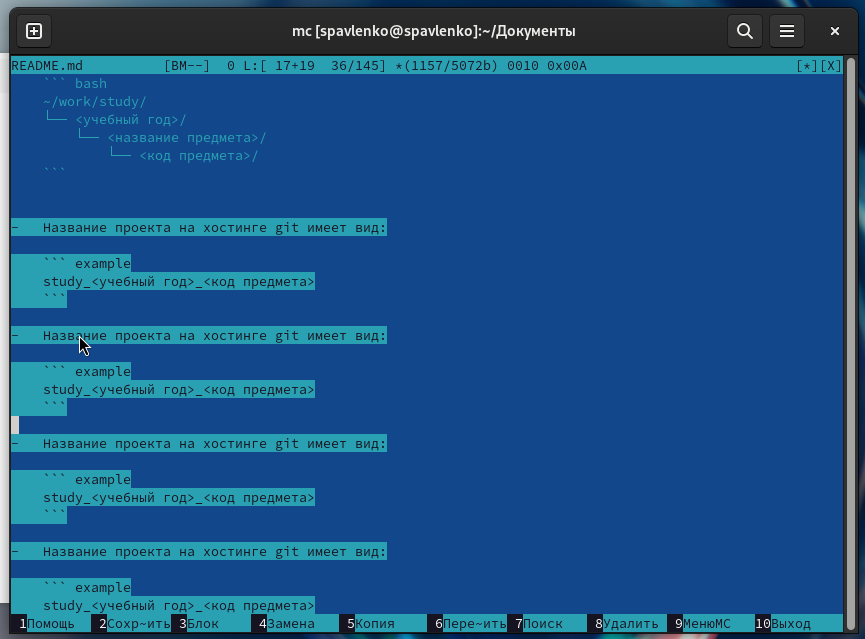 mc [spavlenko@spavlenko]:~/Документы
README.md [BM--] 0 L:[ 17+19 36/145] *(1157/5072b) 0010 0x00A [*][X]
``` bash
~/work/study/
└── <учебный год>/
└── <название предмета>/
└── <код предмета>/
```
- Название проекта на хостинге git имеет вид:
``` example
study_<учебный год>_<код предмета>
```
- Название проекта на хостинге git имеет вид:
``` example
study_<учебный год>_<код предмета>
```
- Название проекта на хостинге git имеет вид:
``` example
study_<учебный год>_<код предмета>
```
- Название проекта на хостинге git имеет вид:
``` example
study_<учебный год>_<код предмета>
1Помощь 2Сохр~ить 3Блок 4Замена 5Копия 6Пере~ить 7Поиск 8Удалить 9МенюMC 10Выход